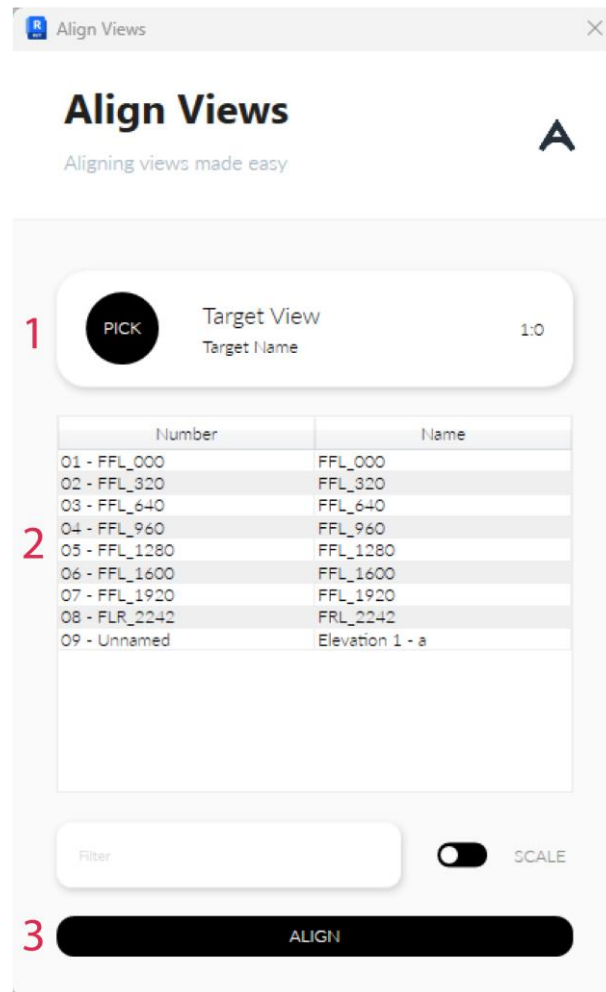 Align Views
Align Views
Aligning views made easy
1
PICK
Target View
Target Name
1:0
Number Name
01 - FFL_000 FFL_000
02 - FFL_320 FFL_320
03 - FFL_640 FFL_640
2
04 - FFL_960 FFL_960
05 - FFL_1280 FFL_1280
06 - FFL_1600 FFL_1600
07 - FFL_1920 FFL_1920
08 - FLR_2242 FRL_2242
09 - Unnamed Elevation 1 - a
Filter
SCALE
3
ALIGN